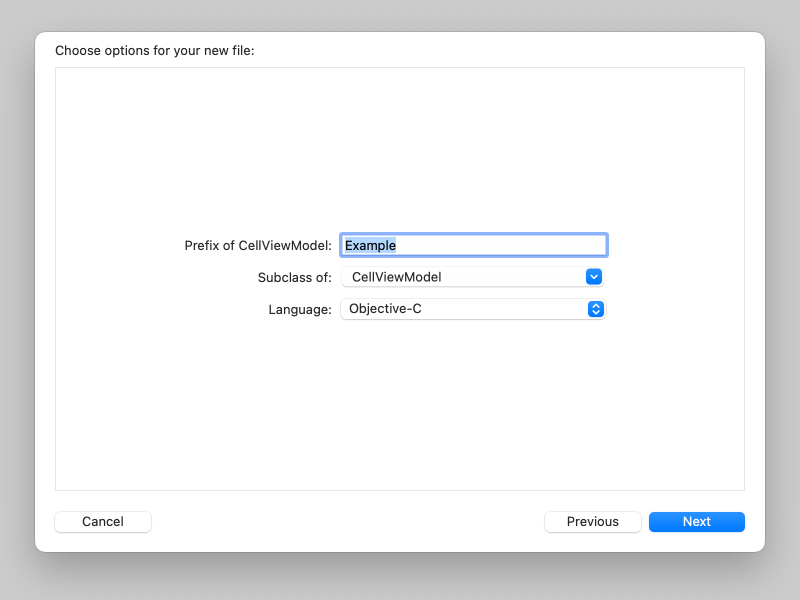 Choose options for your new file:
Prefix of CellViewModel: Example
Subclass of: CellViewModel
Language: Objective-C
Cancel Previous Next